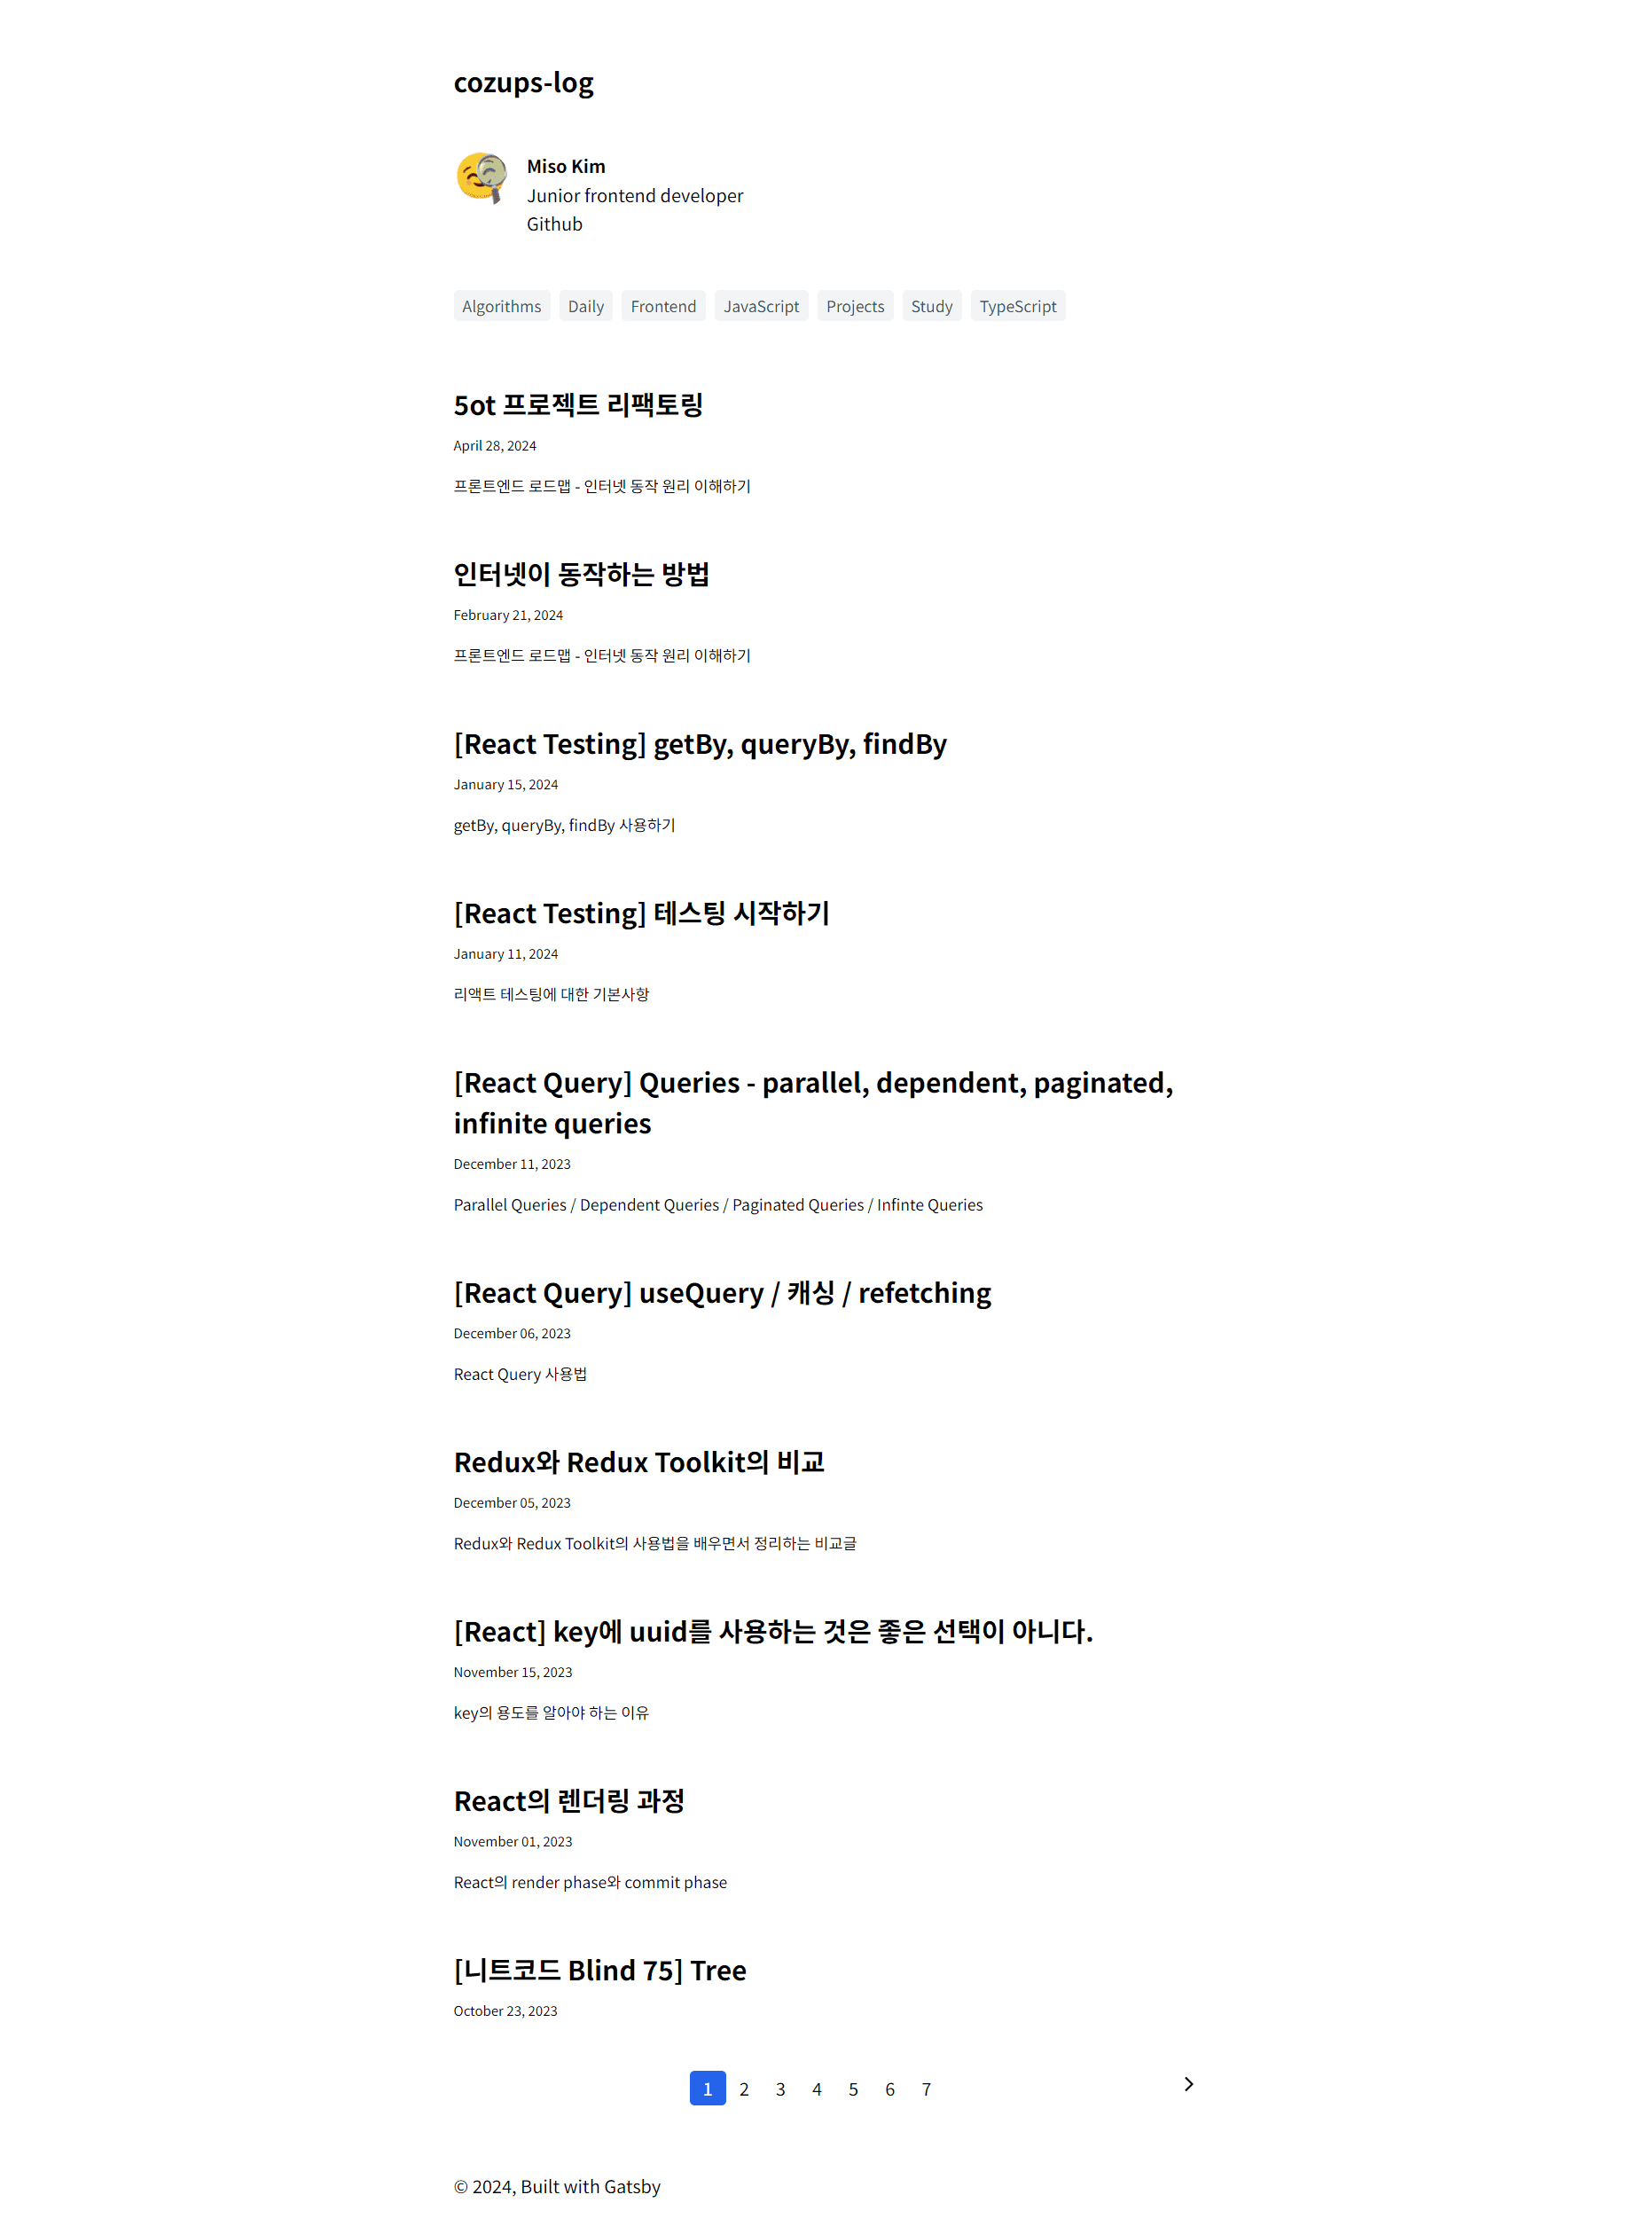 cozups-log
Miso Kim
Junior frontend developer
Github
Algorithms Daily Frontend JavaScript Projects Study TypeScript
5ot 프로젝트 리팩토링
April 28, 2024
프론트엔드 로드맵 - 인터넷 동작 원리 이해하기
인터넷이 동작하는 방법
February 21, 2024
프론트엔드 로드맵 - 인터넷 동작 원리 이해하기
[React Testing] getBy, queryBy, findBy
January 15, 2024
getBy, queryBy, findBy 사용하기
[React Testing] 테스팅 시작하기
January 11, 2024
리액트 테스팅에 대한 기본사항
[React Query] Queries - parallel, dependent, paginated,
infinite queries
December 11, 2023
Parallel Queries / Dependent Queries / Paginated Queries / Infinte Queries
[React Query] useQuery / 캐싱 / refetching
December 06, 2023
React Query 사용법
Redux와 Redux Toolkit의 비교
December 05, 2023
Redux와 Redux Toolkit의 사용법을 배우면서 정리하는 비교글
[React] key에 uuid를 사용하는 것은 좋은 선택이 아니다.
November 15, 2023
key의 용도를 알아야 하는 이유
React의 렌더링 과정
November 01, 2023
React의 render phase와 commit phase
[니트코드 Blind 75] Tree
October 23, 2023
1 2 3 4 5 6 7
© 2024, Built with Gatsby